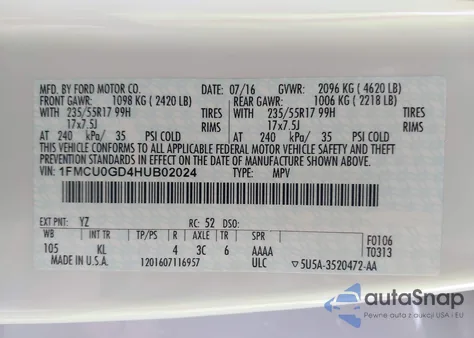 MFD. BY FORD MOTOR CO. DATE: 07/16 GVWR: 2096 KG ( 4620 LB)
FRONT GAWR: 1098 KG ( 2420 LB) REAR GAWR: 1006 KG ( 2218 LB)
WITH 235/55R17 99H TIRES WITH 235/55R17 99H TIRES
17x7.5J RIMS 17x7.5J RIMS
AT 240 kPa/ 35 PSI COLD AT 240 kPa/ 35 PSI COLD
THIS VEHICLE CONFORMS TO ALL APPLICABLE FEDERAL MOTOR VEHICLE SAFETY AND THEFT PREVENTION STANDARDS IN EFFECT ON THE DATE OF MANUFACTURE SHOWN ABOVE.
VIN: 1FMCU0GD4HUB02024 TYPE: MPV
EXT PNT: YZ RC: 52 DSO:
WB INT TR TP/PS R AXLE TR SPR F0106
105 KL 4 3C 6 AAAA T0313
MADE IN U.S.A. 1201607116957 ULC 5U5A-3520472-AA
autoSnap
Pewne auta z aukcji USA i EU